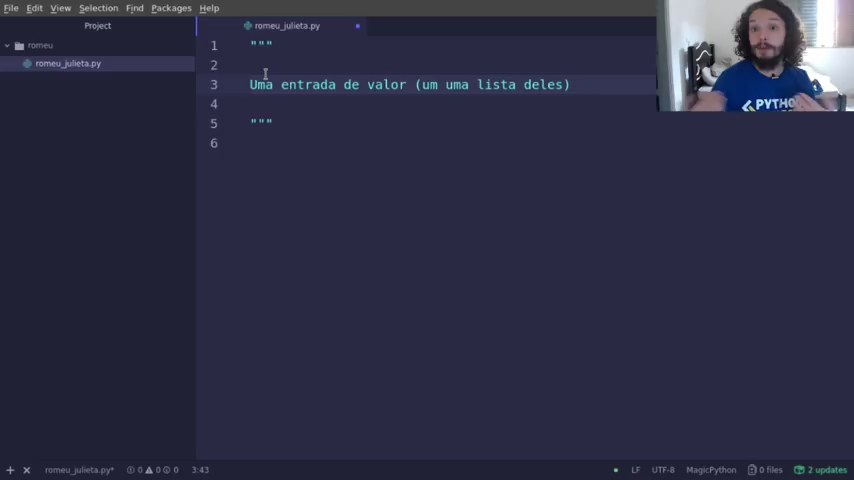 File Edit View Selection Find Packages Help
Project
romeu_julieta.py
romeu
romeu_julieta.py
1 """
2
3 Uma entrada de valor (um uma lista deles)
4
5 """
6
PYTHON
romeu_julieta.py* 0 0 0 3:43
LF UTF-8 MagicPython 0 files 2 updates